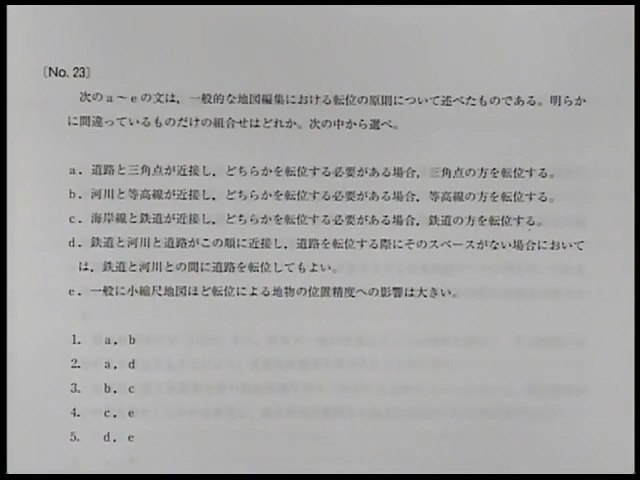 〔No. 23〕
次のa～eの文は，一般的な地図編集における転位の原則について述べたものである。明らか
に間違っているものだけの組合せはどれか。次の中から選べ。
a．道路と三角点が近接し，どちらかを転位する必要がある場合，三角点の方を転位する。
b．河川と等高線が近接し，どちらかを転位する必要がある場合，等高線の方を転位する。
c．海岸線と鉄道が近接し，どちらかを転位する必要がある場合，鉄道の方を転位する。
d．鉄道と河川と道路がこの順に近接し，道路を転位する際にそのスペースがない場合において
は，鉄道と河川との間に道路を転位してもよい。
e．一般に小縮尺地図ほど転位による地物の位置精度への影響は大きい。
1. a，b
2. a，d
3. b，c
4. c，e
5. d，e